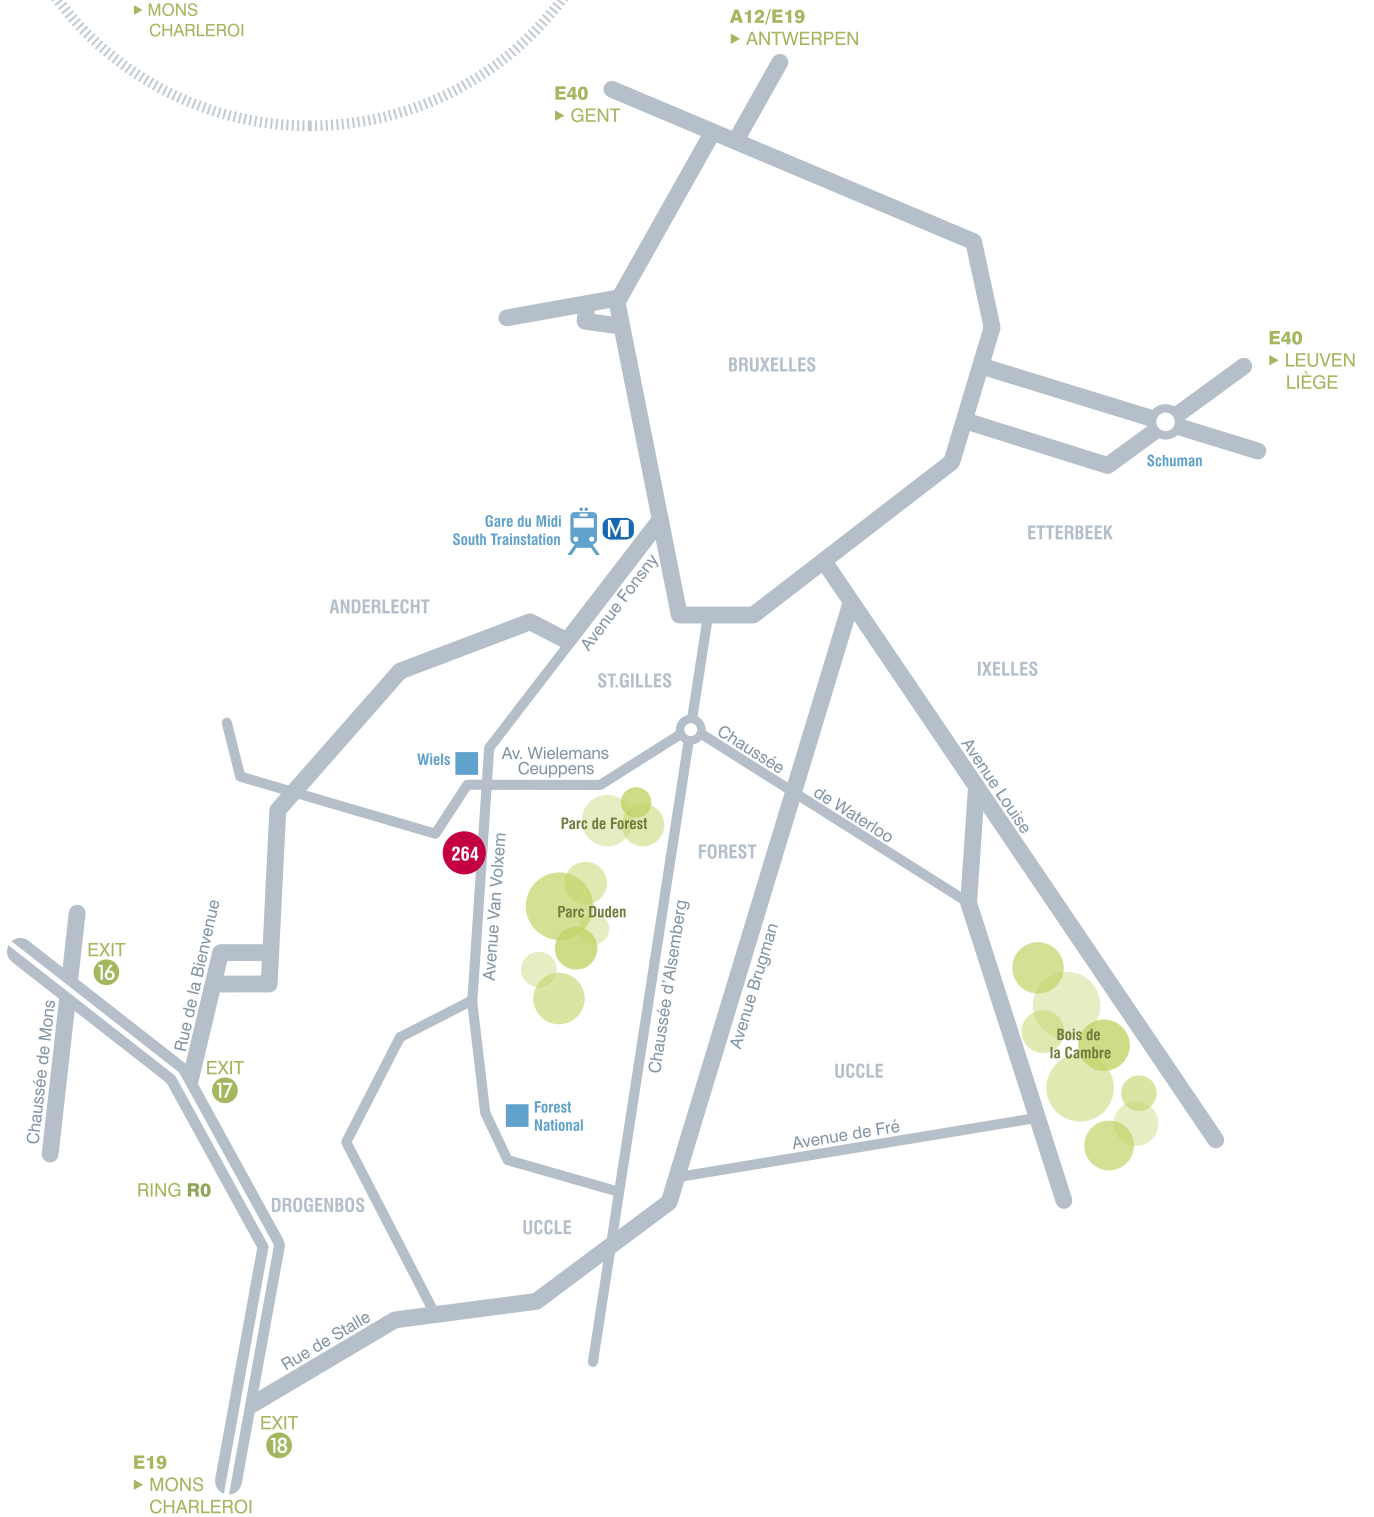 ► MONS
CHARLEROI
A12/E19
► ANTWERPEN
E40
► GENT
BRUXELLES
E40
► LEUVEN
LIÈGE
Schuman
Gare du Midi
South Trainstation
M
ETTERBEEK
Avenue Fonsny
ANDERLECHT
IXELLES
ST.GILLES
Chaussée
de Waterloo
Avenue Louise
Wiels
Av. Wielemans
Ceuppens
Parc de Forest
264
FOREST
Avenue Van Volxem
Parc Duden
Chaussée d'Alsemberg
Avenue Brugman
Rue de la Bienvenue
EXIT
16
Chaussée de Mons
Bois de
la Cambre
EXIT
17
UCCLE
Forest
National
Avenue de Fré
RING R0
DROGENBOS
UCCLE
Rue de Stalle
EXIT
18
E19
► MONS
CHARLEROI